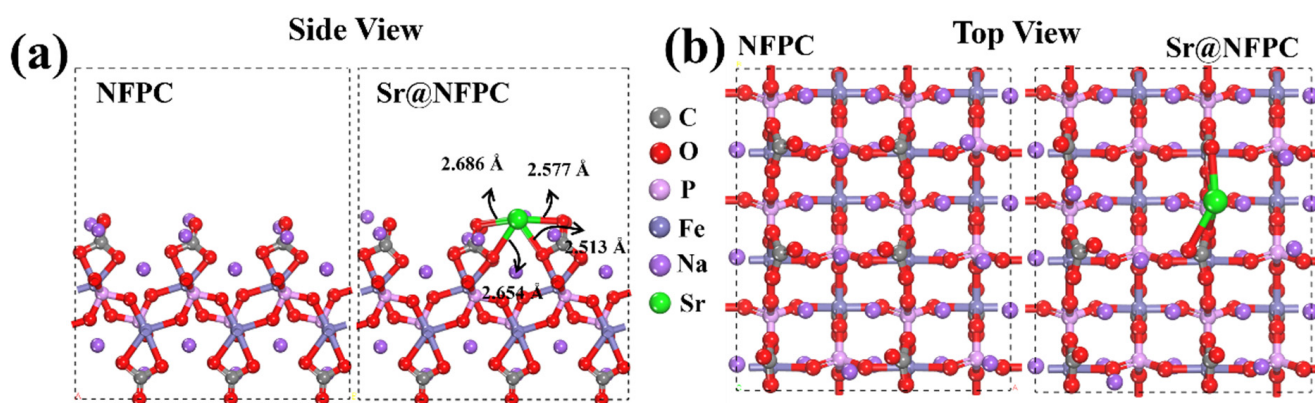 (a)
Side View
NFPC
Sr@NFPC
2.686 Å
2.577 Å
2.513 Å
2.654 Å
C
O
P
Fe
Na
Sr
(b)
Top View
NFPC
Sr@NFPC